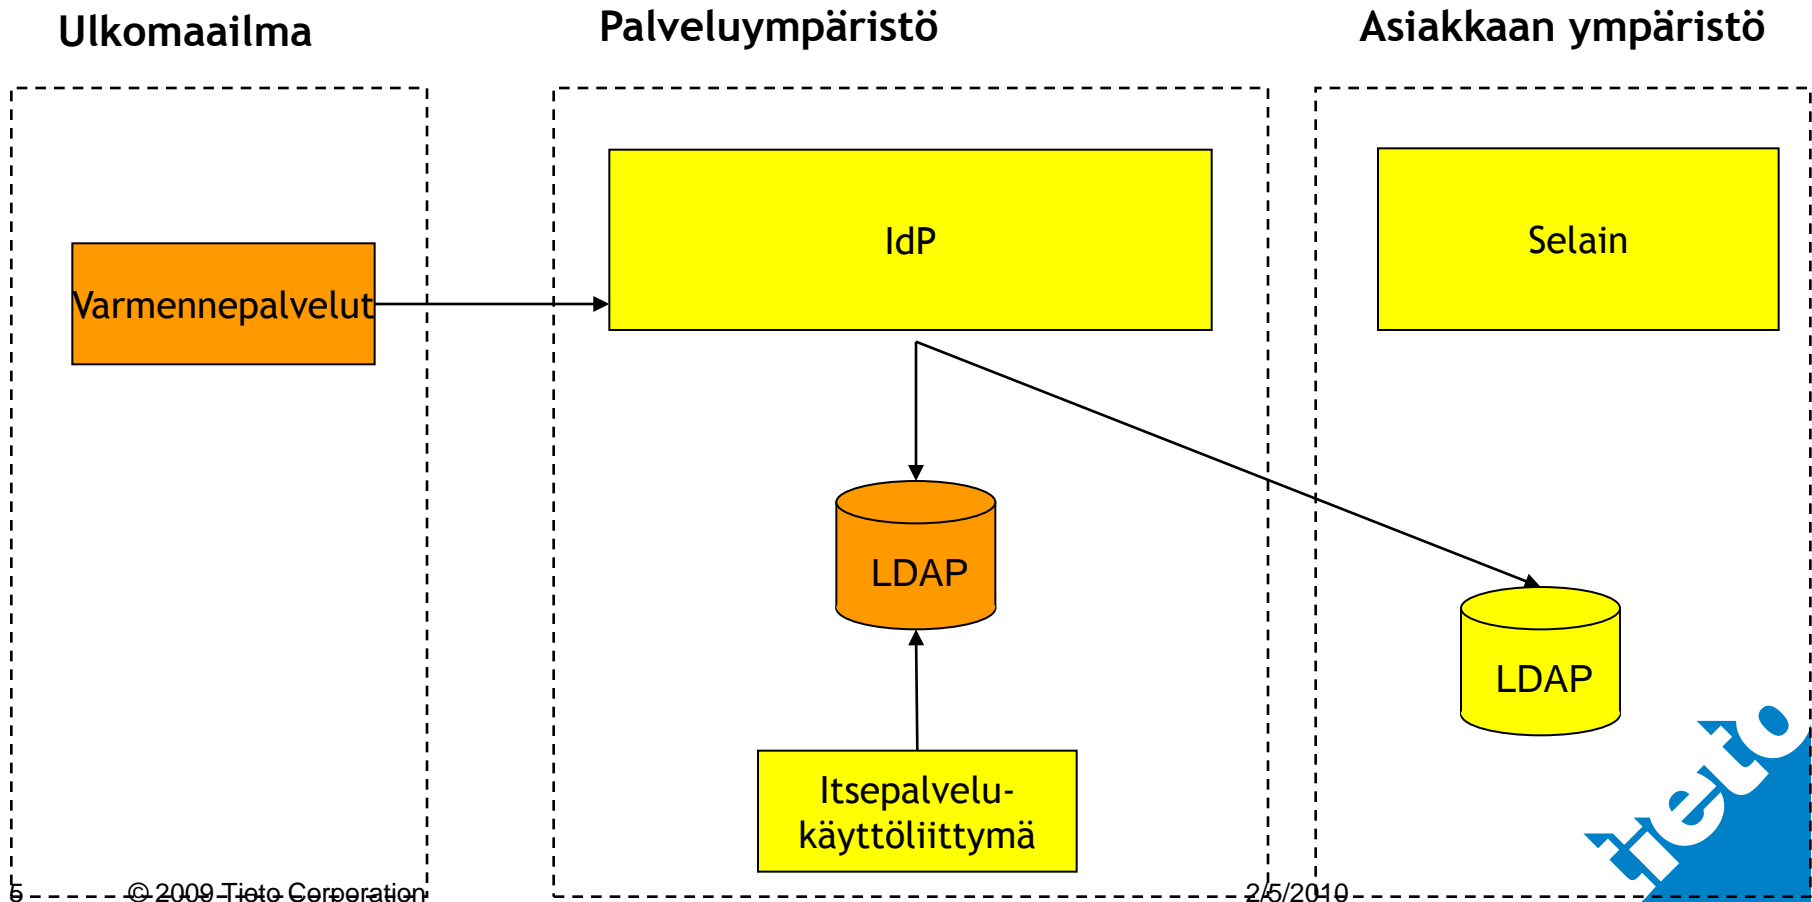 Ulkomaailma
Palveluympäristö
Asiakkaan ympäristö
Varmennepalvelut
IdP
Selain
LDAP
LDAP
Itsepalvelu-
käyttöliittymä
5
© 2009 Tieto Corporation
2/5/2010
tieto